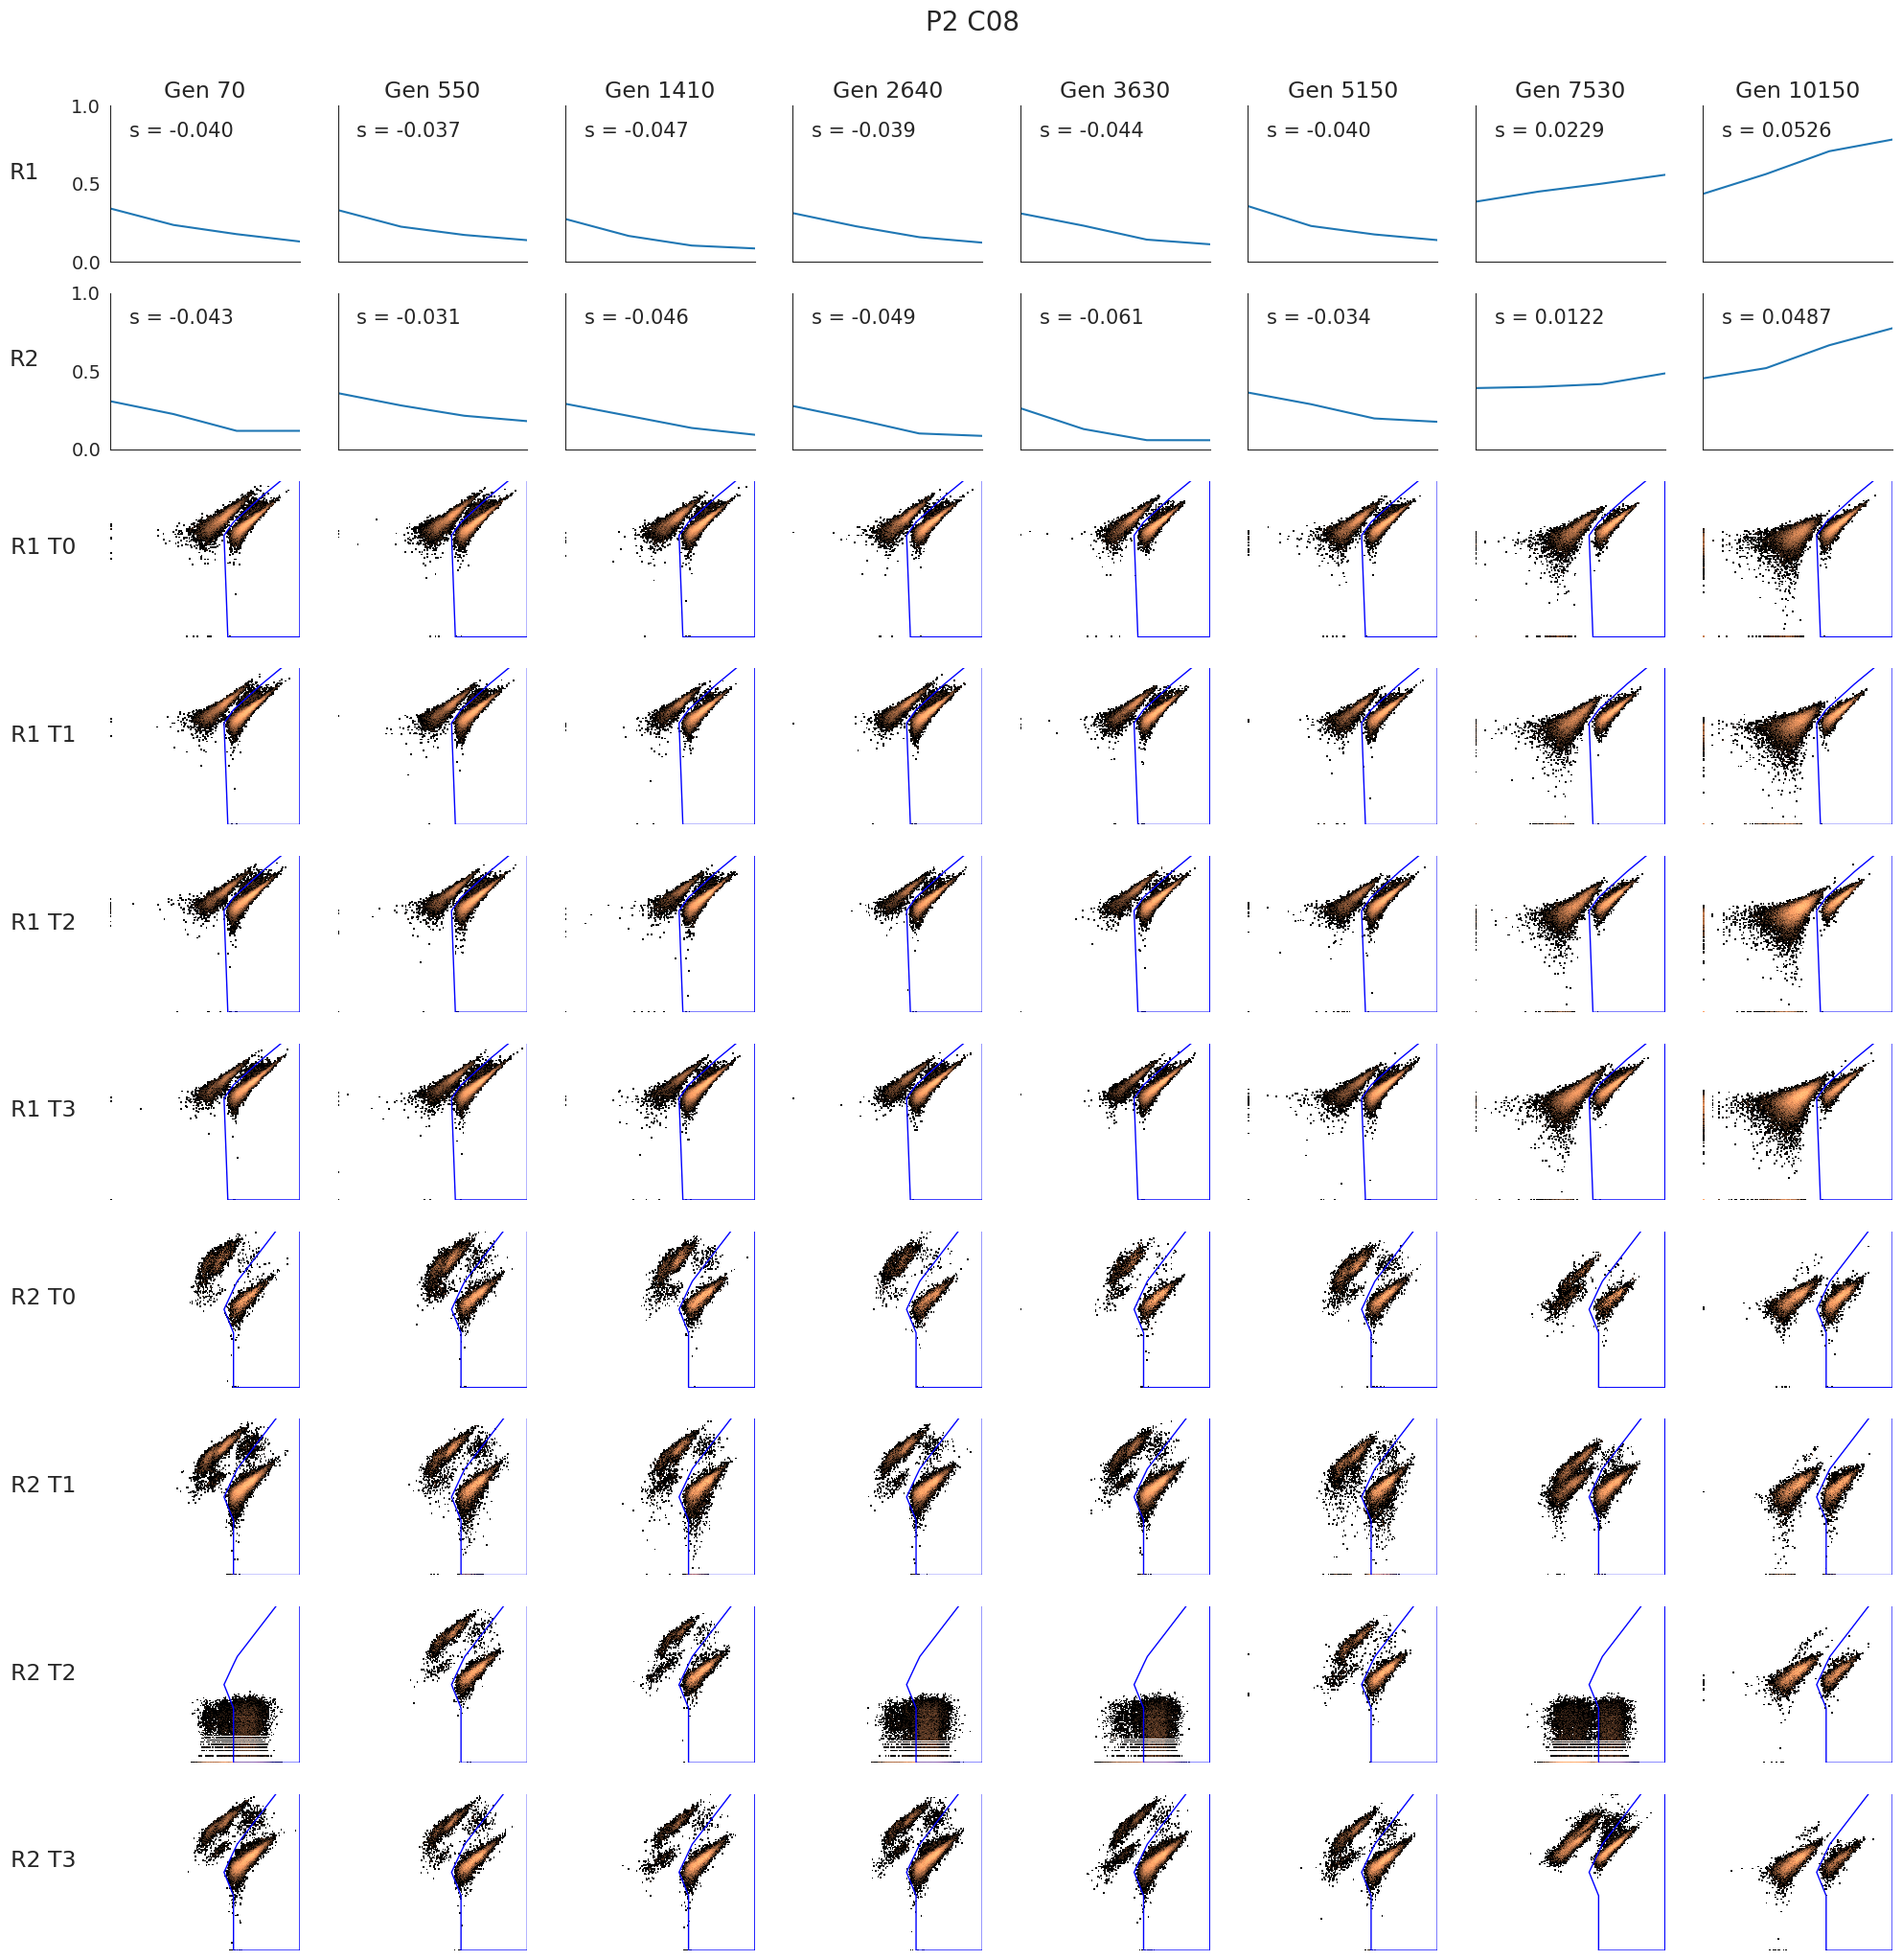 P2 C08
Gen 70 Gen 550 Gen 1410 Gen 2640 Gen 3630 Gen 5150 Gen 7530 Gen 10150
1.0
s = -0.040 s = -0.037 s = -0.047 s = -0.039 s = -0.044 s = -0.040 s = 0.0229 s = 0.0526
R1
0.5
0.0
1.0
s = -0.043 s = -0.031 s = -0.046 s = -0.049 s = -0.061 s = -0.034 s = 0.0122 s = 0.0487
R2
0.5
0.0
R1 T0
R1 T1
R1 T2
R1 T3
R2 T0
R2 T1
R2 T2
R2 T3